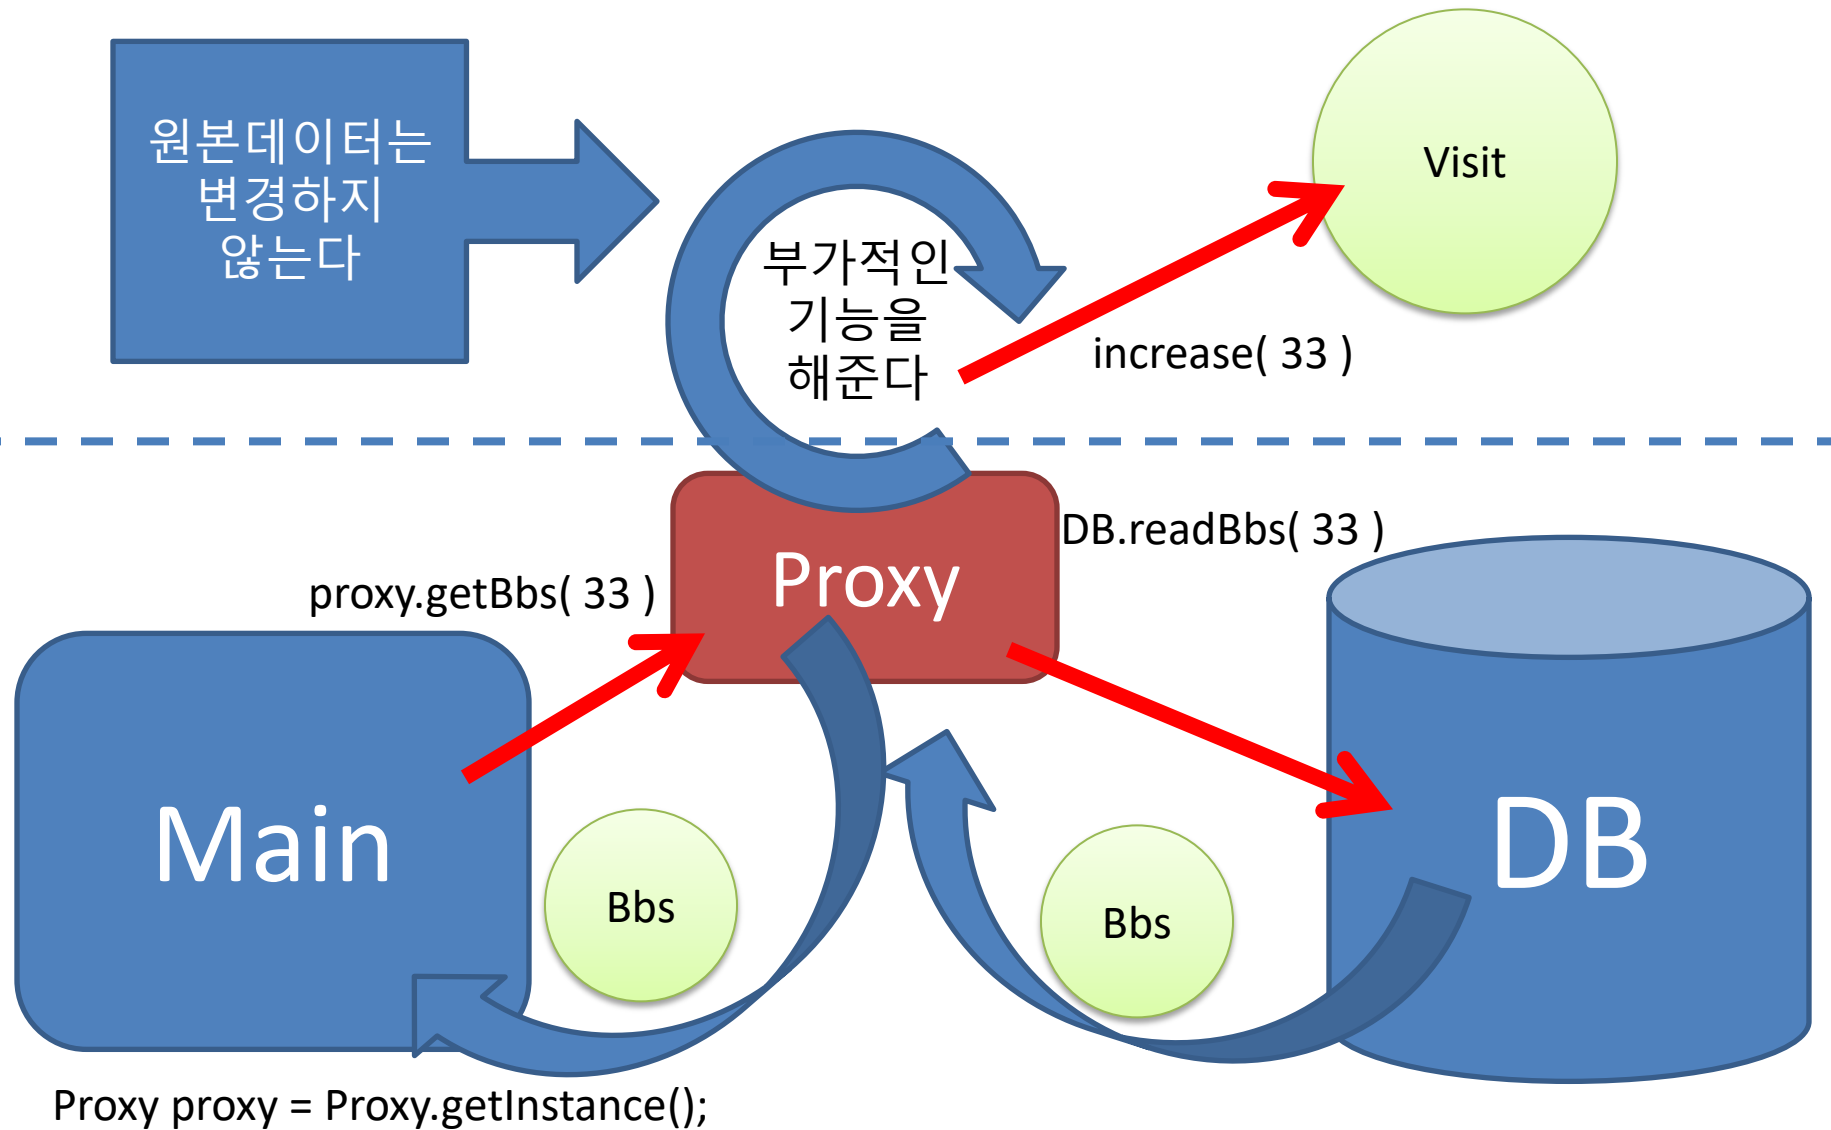 원본데이터는
변경하지
않는다
부가적인
기능을
해준다
Visit
increase( 33 )
DB.readBbs( 33 )
Proxy
proxy.getBbs( 33 )
Main
DB
Bbs
Bbs
Proxy proxy = Proxy.getInstance();